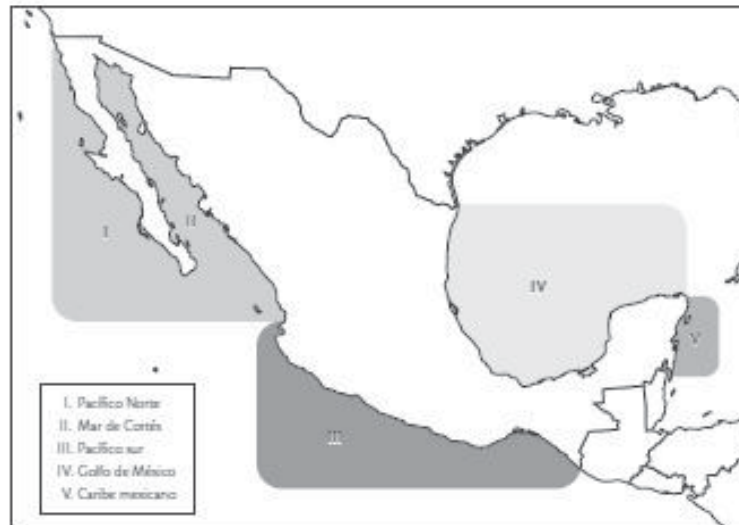 I
II
IV
V
III
I. Pacífico Norte
II. Mar de Cortés
III. Pacífico sur
IV. Golfo de México
V. Caribe mexicano